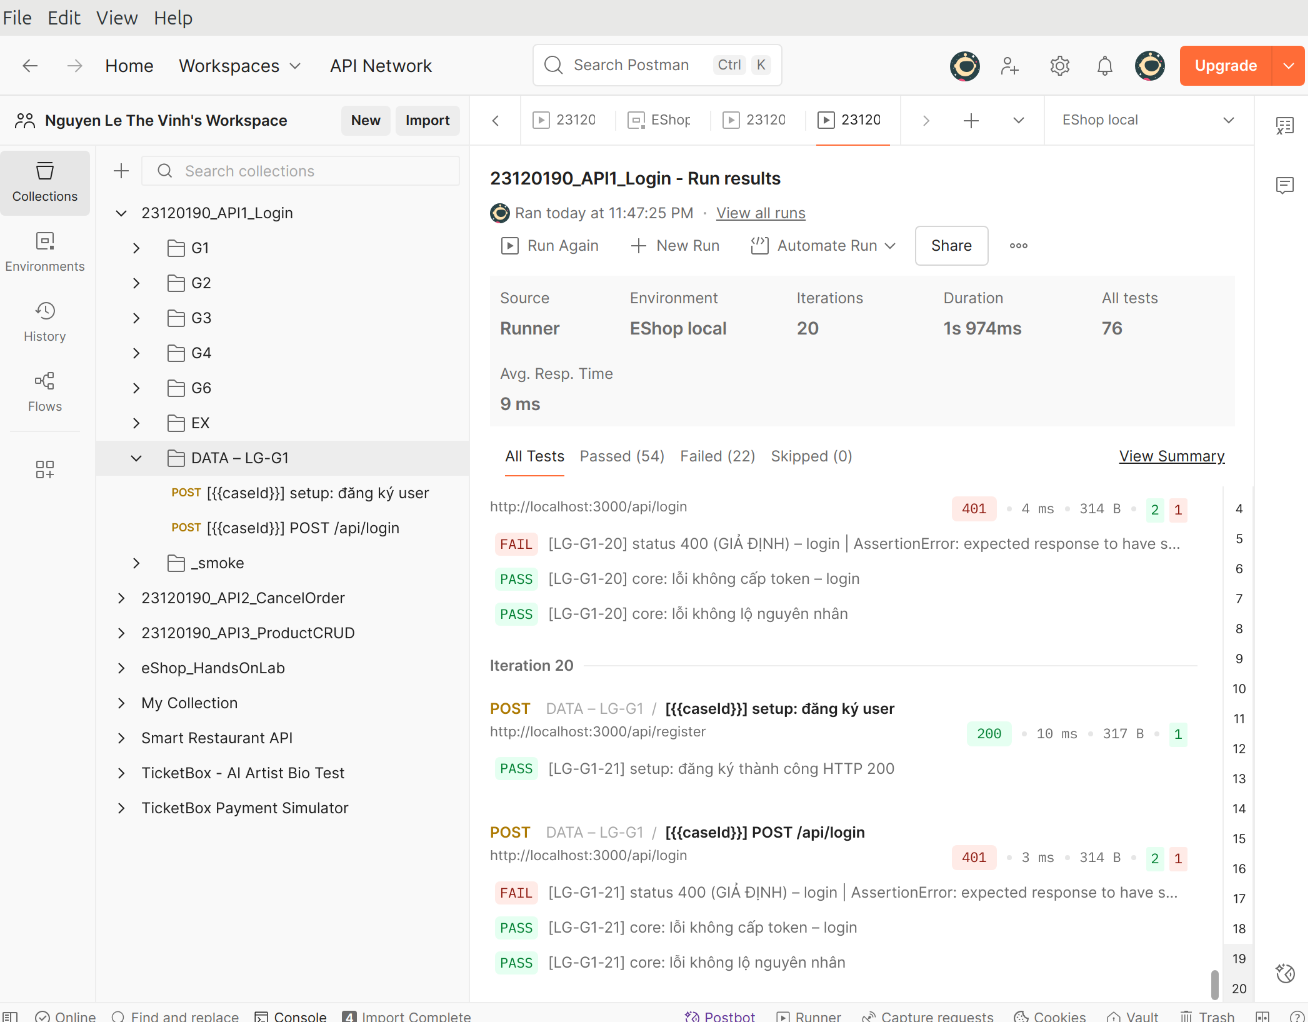 File Edit View Help
Home Workspaces API Network Search Postman Ctrl K Upgrade
Nguyen Le The Vinh's Workspace New Import
23120 EShop 23120 23120 EShop local
Collections
Environments
History
Flows
Search collections
23120190_API1_Login
G1
G2
G3
G4
G6
EX
DATA – LG-G1
POST [{{caseId}}] setup: đăng ký user
POST [{{caseId}}] POST /api/login
_smoke
23120190_API2_CancelOrder
23120190_API3_ProductCRUD
eShop_HandsOnLab
My Collection
Smart Restaurant API
TicketBox - AI Artist Bio Test
TicketBox Payment Simulator
23120190_API1_Login - Run results
Ran today at 11:47:25 PM · View all runs
Run Again New Run Automate Run Share
Source Environment Iterations Duration All tests
Runner EShop local 20 1s 974ms 76
Avg. Resp. Time
9 ms
All Tests Passed (54) Failed (22) Skipped (0) View Summary
http://localhost:3000/api/login 401 4 ms 314 B 2 1
FAIL [LG-G1-20] status 400 (GIẢ ĐỊNH) – login | AssertionError: expected response to have s...
PASS [LG-G1-20] core: lỗi không cấp token – login
PASS [LG-G1-20] core: lỗi không lộ nguyên nhân
Iteration 20
POST DATA – LG-G1 / [{{caseId}}] setup: đăng ký user
http://localhost:3000/api/register 200 10 ms 317 B 1
PASS [LG-G1-21] setup: đăng ký thành công HTTP 200
POST DATA – LG-G1 / [{{caseId}}] POST /api/login
http://localhost:3000/api/login 401 3 ms 314 B 2 1
FAIL [LG-G1-21] status 400 (GIẢ ĐỊNH) – login | AssertionError: expected response to have s...
PASS [LG-G1-21] core: lỗi không cấp token – login
PASS [LG-G1-21] core: lỗi không lộ nguyên nhân
4
5
6
7
8
9
10
11
12
13
14
15
16
17
18
19
20
Online Find and replace Console 4 Import Complete Postbot Runner Capture requests Cookies Vault Trash